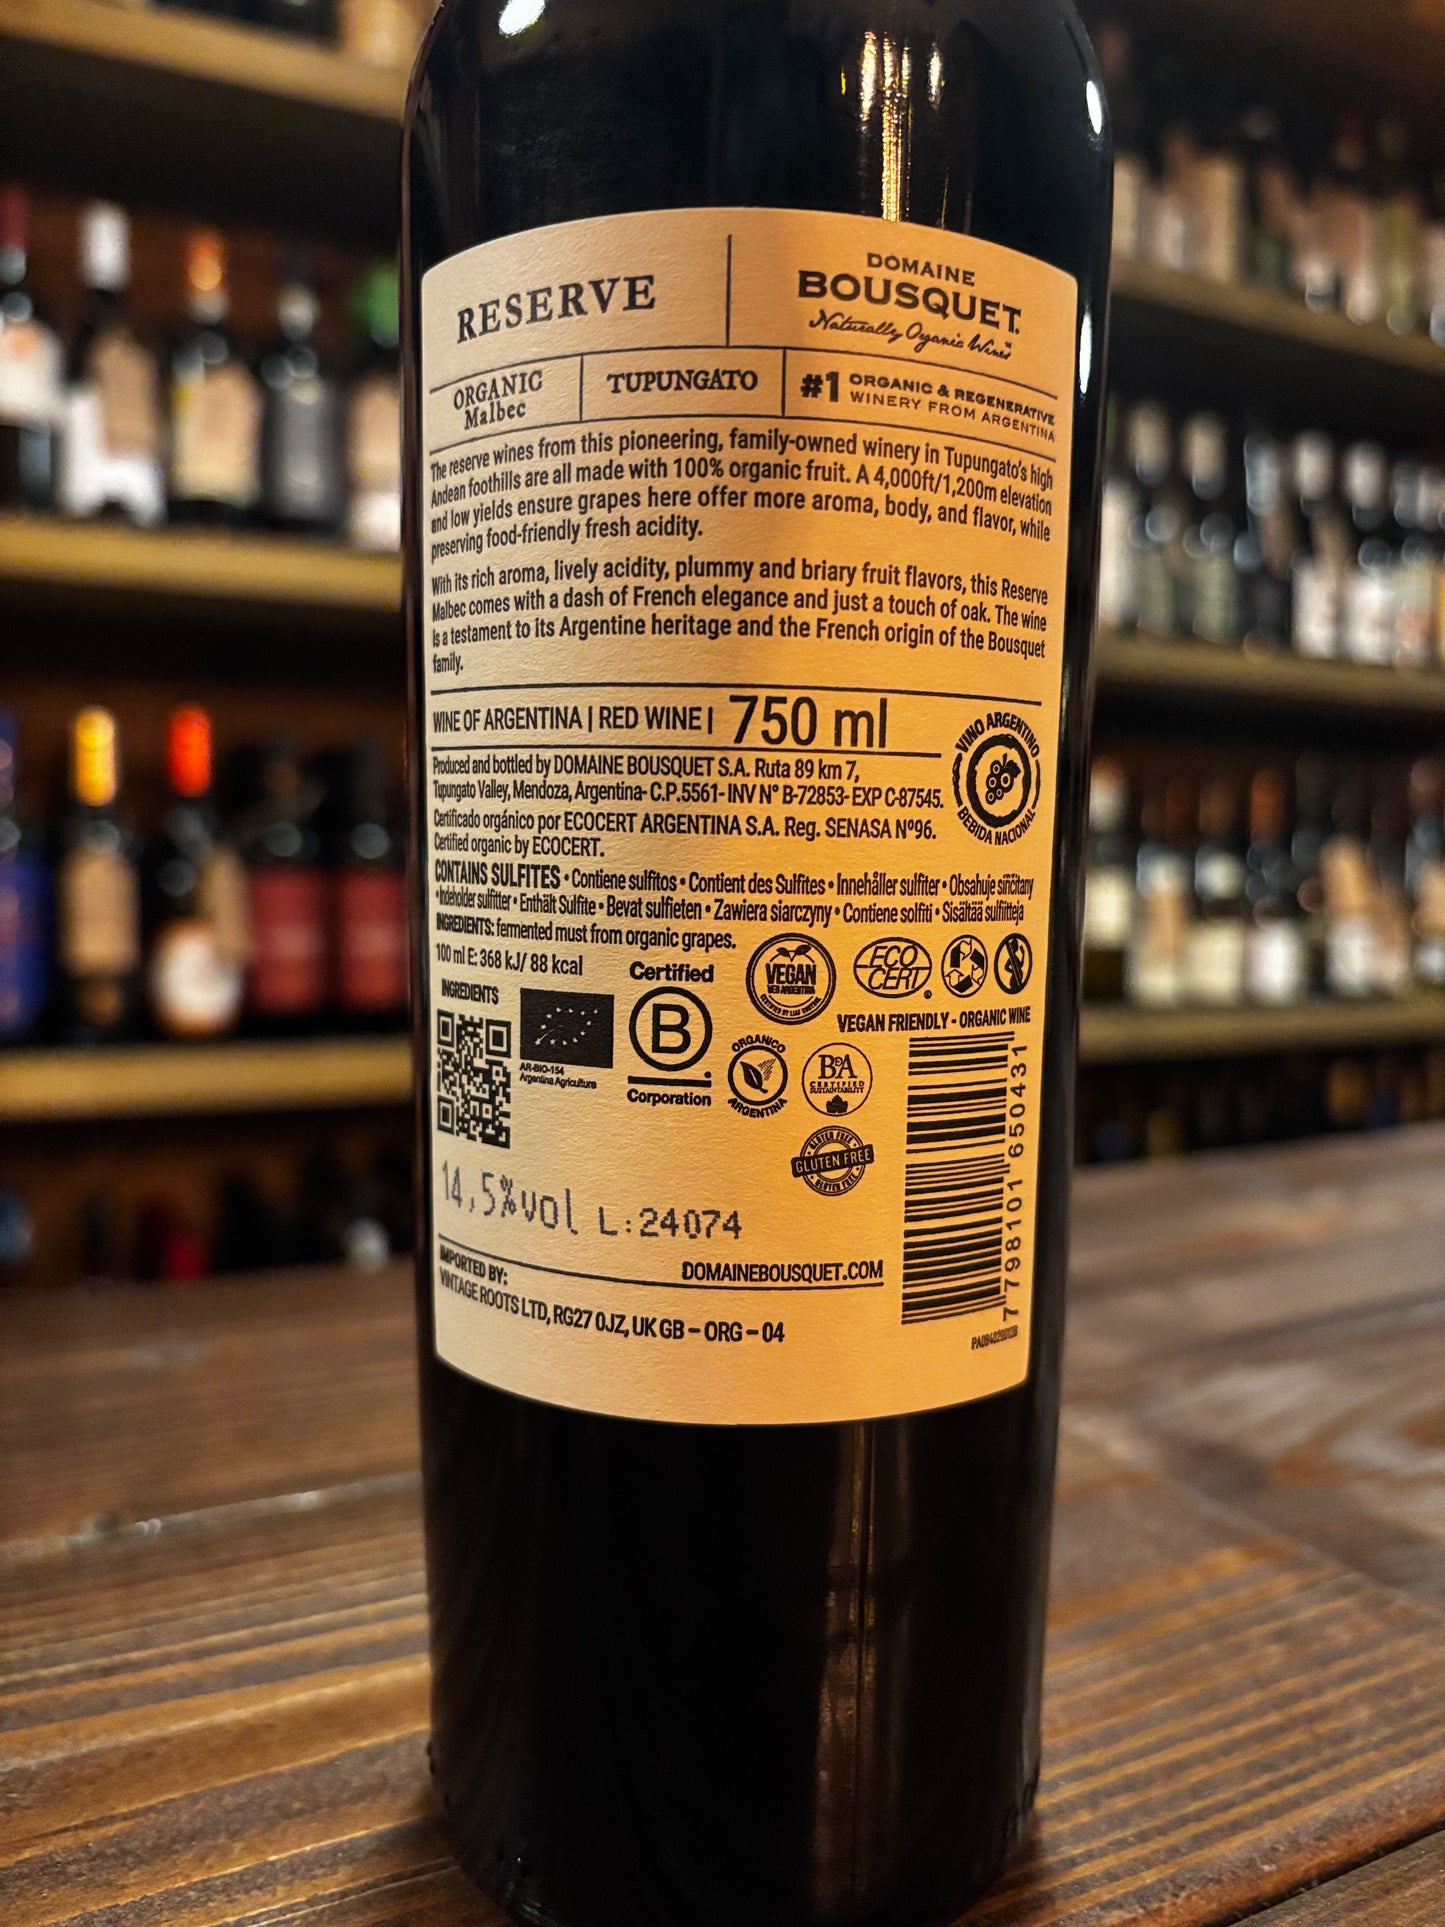 RESERVE
DOMAINE
BOUSQUET.
Naturally Organic Wines
ORGANIC
Malbec
TUPUNGATO
#1 ORGANIC & REGENERATIVE
WINERY FROM ARGENTINA
The reserve wines from this pioneering, family-owned winery in Tupungato's high
Andean foothills are all made with 100% organic fruit. A 4,000ft/1,200m elevation
and low yields ensure grapes here offer more aroma, body, and flavor, while
preserving food-friendly fresh acidity.
With its rich aroma, lively acidity, plummy and briary fruit flavors, this Reserve
Malbec comes with a dash of French elegance and just a touch of oak. The wine
is a testament to its Argentine heritage and the French origin of the Bousquet
family.
WINE OF ARGENTINA | RED WINE | 750 ml
VINO ARGENTINO
BEBIDA NACIONAL
Produced and bottled by DOMAINE BOUSQUET S.A. Ruta 89 km 7,
Tupungato Valley, Mendoza, Argentina- C.P.5561- INV N° B-72853- EXP C-87545.
Certificado orgánico por ECOCERT ARGENTINA S.A. Reg. SENASA Nº96.
Certified organic by ECOCERT.
CONTAINS SULFITES • Contiene sulfitos • Contient des Sulfites • Innehåller sulfiter • Obsahuje siřičitany
• Indeholder sulfitter • Enthält Sulfite • Bevat sulfieten • Zawiera siarczyny • Contiene solfiti • Sisältää sulfiitteja
INGREDIENTS: fermented must from organic grapes.
100 ml E: 368 kJ/ 88 kcal
INGREDIENTS
AR-BIO-154
Argentina Agriculture
Certified
B
Corporation
VEGAN
ECO
CERT
VEGAN FRIENDLY - ORGANIC WINE
ORGANICO
ARGENTINA
BdA
CERTIFIED
SUSTAINABILITY
GLUTEN FREE
GLUTEN FREE
GLUTEN FREE
14,5%vol L:24074
7 798101 650431
DOMAINEBOUSQUET.COM
IMPORTED BY:
VINTAGE ROOTS LTD, RG27 0JZ, UK GB – ORG – 04